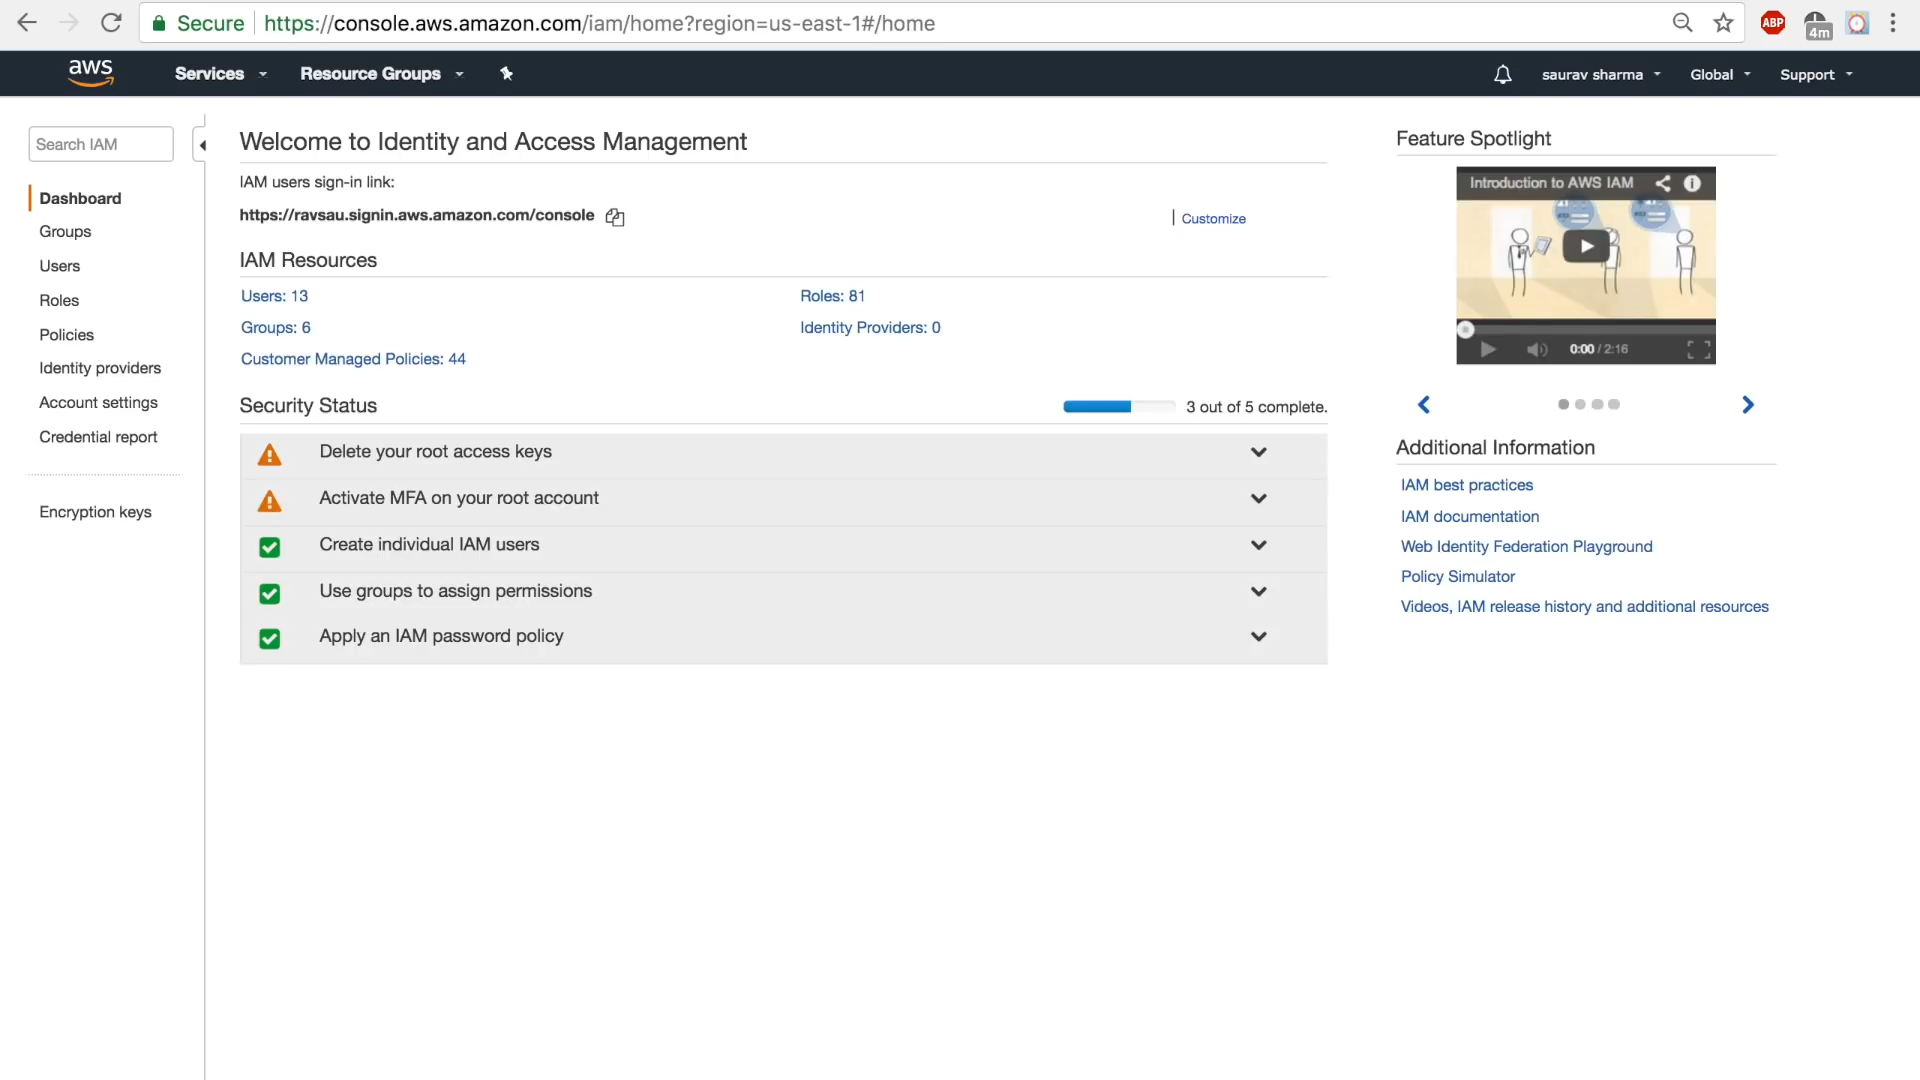 Secure https://console.aws.amazon.com/iam/home?region=us-east-1#/home
ABP
4m
aws Services Resource Groups saurav sharma Global Support
Search IAM
Dashboard
Groups
Users
Roles
Policies
Identity providers
Account settings
Credential report
Encryption keys
Welcome to Identity and Access Management
IAM users sign-in link:
https://ravsau.signin.aws.amazon.com/console
| Customize
IAM Resources
Users: 13
Roles: 81
Groups: 6
Identity Providers: 0
Customer Managed Policies: 44
Security Status
3 out of 5 complete.
Delete your root access keys
Activate MFA on your root account
Create individual IAM users
Use groups to assign permissions
Apply an IAM password policy
Feature Spotlight
Introduction to AWS IAM
0:00 / 2:16
Additional Information
IAM best practices
IAM documentation
Web Identity Federation Playground
Policy Simulator
Videos, IAM release history and additional resources